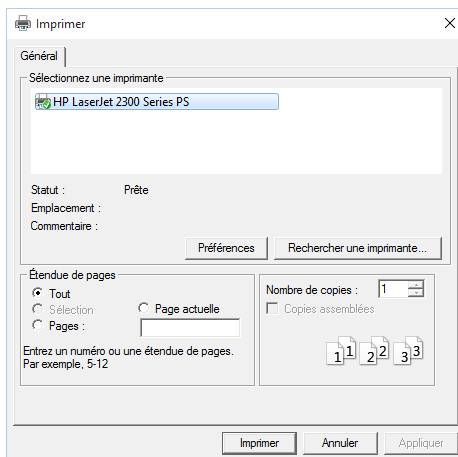 Imprimer
Général
Sélectionnez une imprimante
HP LaserJet 2300 Series PS
Statut : Prête
Emplacement :
Commentaire :
Préférences Rechercher une imprimante...
Étendue de pages
Tout
Sélection Page actuelle
Pages :
Entrez un numéro ou une étendue de pages.
Par exemple, 5-12
Nombre de copies : 1
Copies assemblées
1 1 2 2 3 3
Imprimer Annuler Appliquer